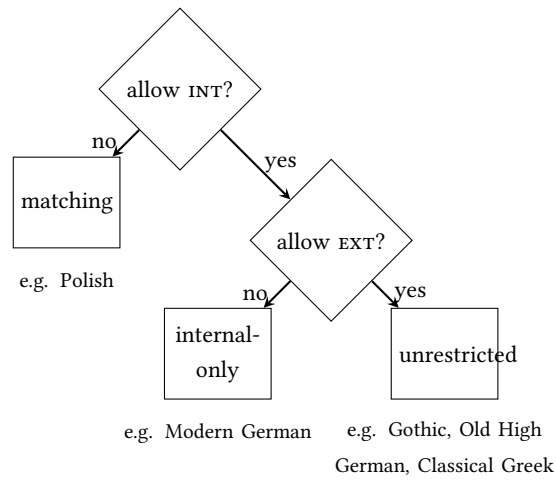 allow INT?
no
yes
matching
allow EXT?
e.g. Polish
no
yes
internal-
only
unrestricted
e.g. Modern German
e.g. Gothic, Old High
German, Classical Greek